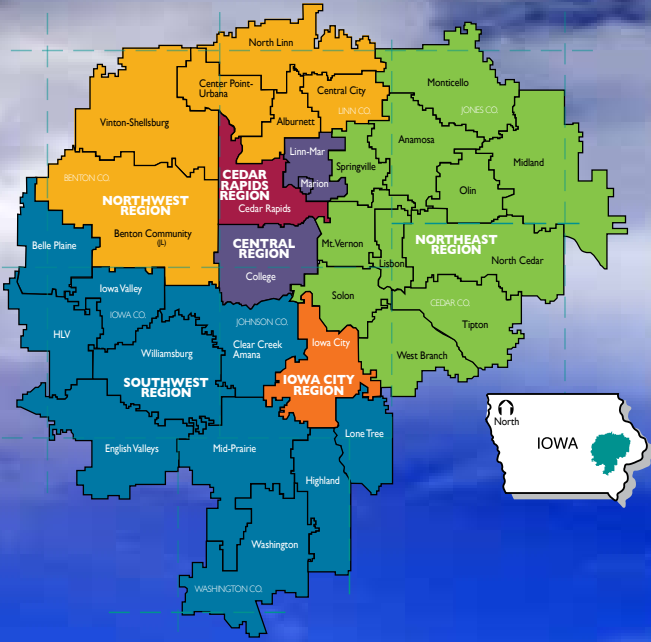 North Linn
Center Point-
Urbana
Central City
LINN CO.
Monticello
JONES CO.
Vinton-Shellsburg
Alburnett
Anamosa
Linn-Mar
Springville
Midland
BENTON CO.
CEDAR
RAPIDS
REGION
Marion
Olin
NORTHWEST
REGION
Cedar Rapids
Benton Community
(JL)
Belle Plaine
CENTRAL
REGION
Mt.Vernon
NORTHEAST
REGION
Lisbon
North Cedar
College
Iowa Valley
Solon
IOWA CO.
CEDAR CO.
JOHNSON CO.
Tipton
HLV
Clear Creek
Amana
Iowa City
Williamsburg
West Branch
SOUTHWEST
REGION
IOWA CITY
REGION
North
IOWA
Lone Tree
English Valleys
Mid-Prairie
Highland
Washington
WASHINGTON CO.